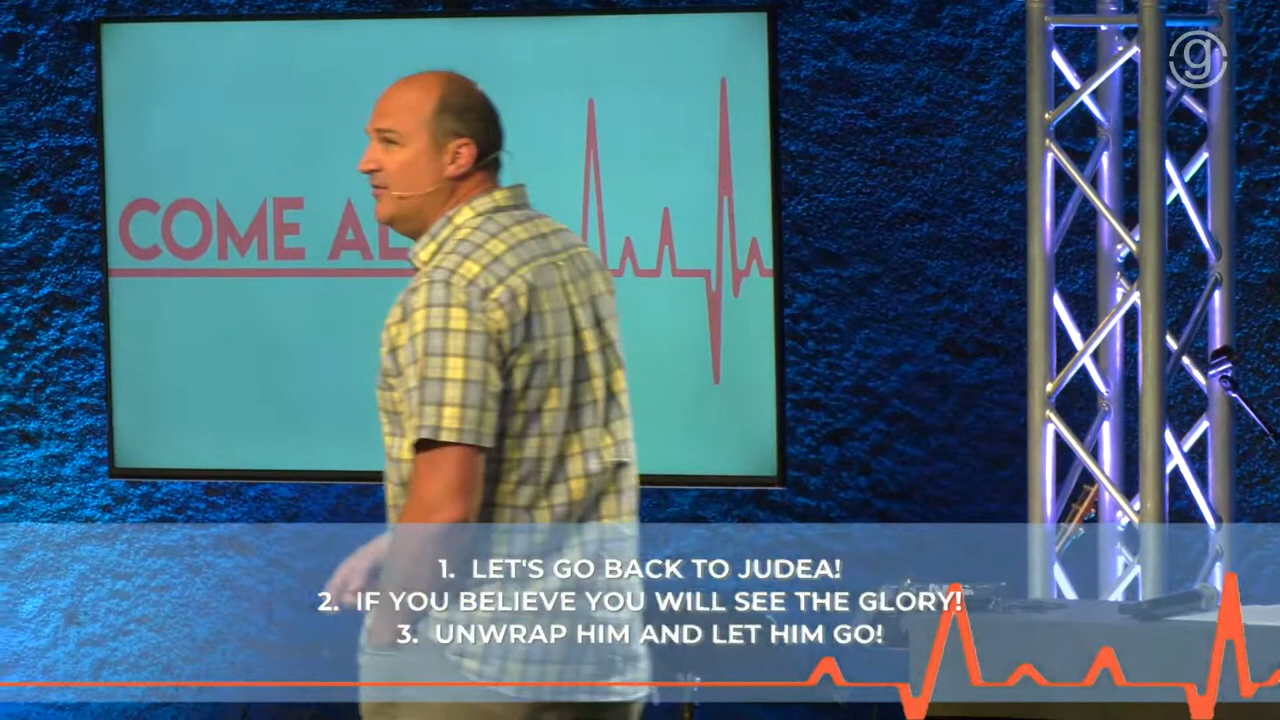 g
COME AL
1. LET'S GO BACK TO JUDEA!
2. IF YOU BELIEVE YOU WILL SEE THE GLORY!
3. UNWRAP HIM AND LET HIM GO!